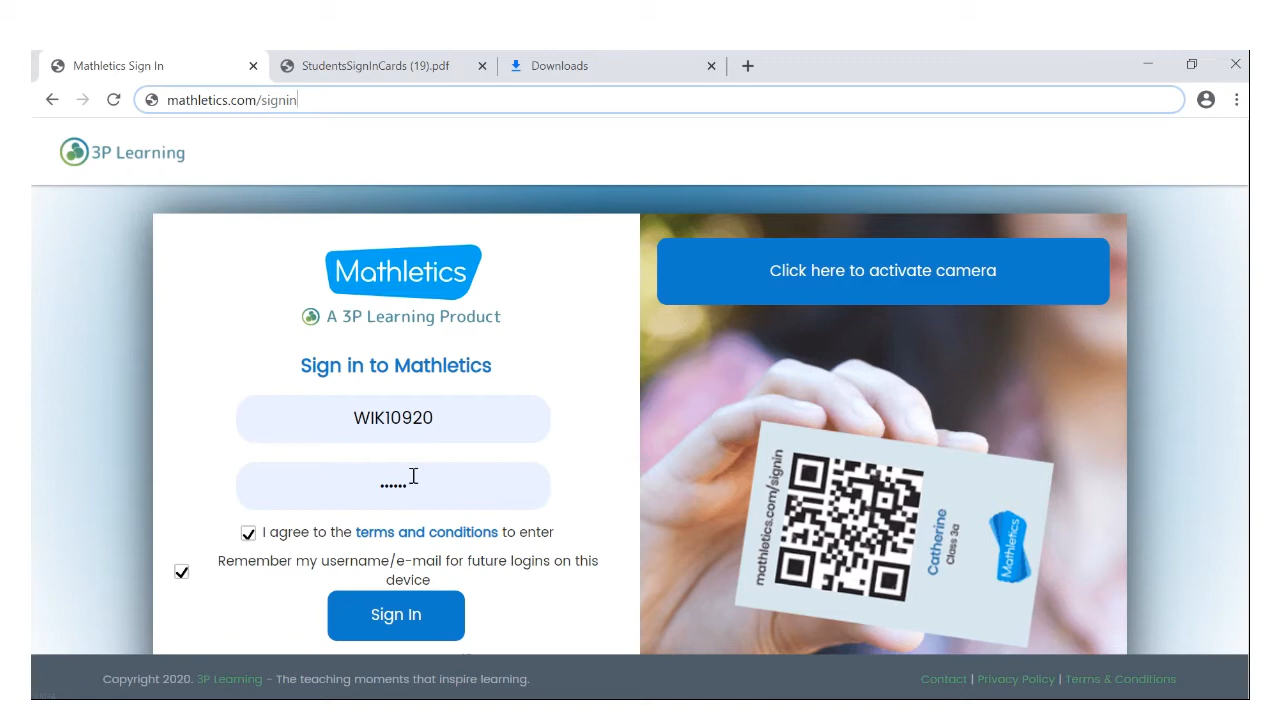 Mathletics Sign In
StudentsSignInCards (19).pdf
Downloads
mathletics.com/signin
3P Learning
Mathletics
A 3P Learning Product
Sign in to Mathletics
WIK10920
••••••
I agree to the terms and conditions to enter
Remember my username/e-mail for future logins on this
device
Sign In
Click here to activate camera
mathletics.com/signin
Catherine
Class 3a
Mathletics
Copyright 2020. 3P Learning - The teaching moments that inspire learning.
Contact | Privacy Policy | Terms & Conditions